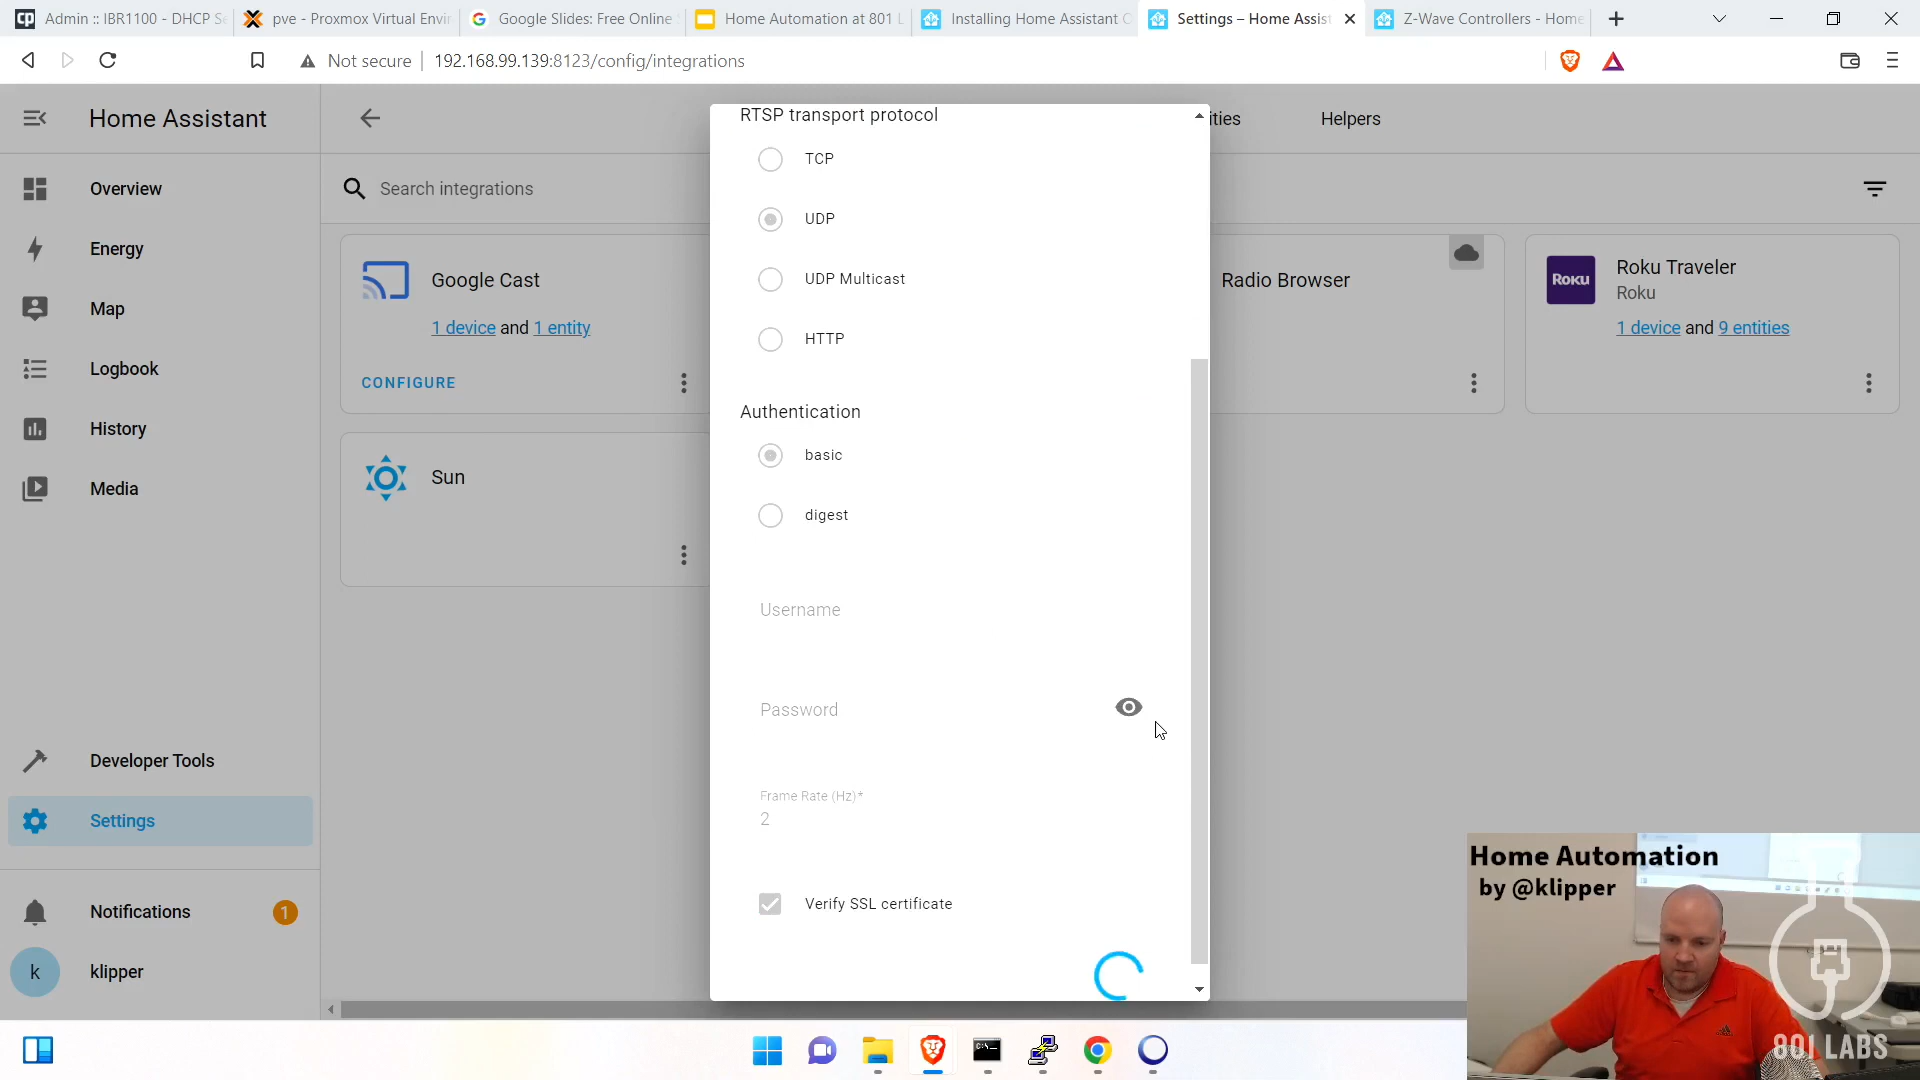 Admin :: IBR1100 - DHCP Se
pve - Proxmox Virtual Envir
Google Slides: Free Online
Home Automation at 801 L
Installing Home Assistant O
Settings – Home Assist
Z-Wave Controllers - Home
Not secure
192.168.99.139:8123/config/integrations
Home Assistant
ities
Helpers
Search integrations
Overview
Energy
Map
Logbook
History
Media
Developer Tools
Settings
Notifications
1
k
klipper
Google Cast
1 device and 1 entity
CONFIGURE
Sun
RTSP transport protocol
TCP
UDP
UDP Multicast
HTTP
Authentication
basic
digest
Username
Password
Frame Rate (Hz)*
2
Verify SSL certificate
Radio Browser
Roku
Roku Traveler
Roku
1 device and 9 entities
Home Automation
by @klipper
801 LABS